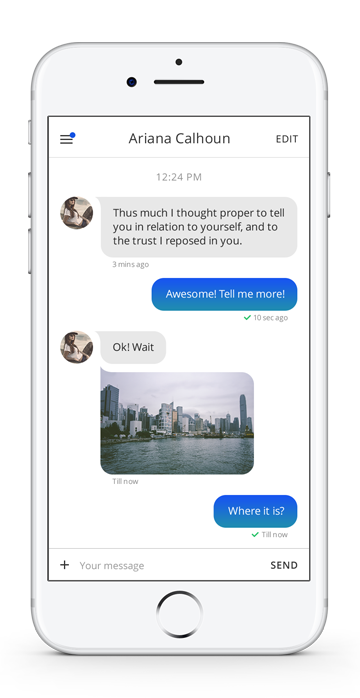 Ariana Calhoun EDIT
12:24 PM
Thus much I thought proper to tell
you in relation to yourself, and to
the trust I reposed in you.
3 mins ago
Awesome! Tell me more!
10 sec ago
Ok! Wait
Till now
Where it is?
Till now
+ Your message SEND